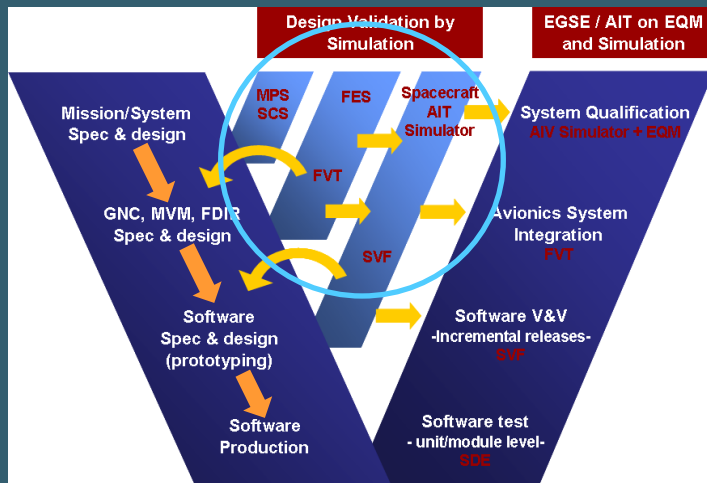 Design Validation by
Simulation
EGSE / AIT on EQM
and Simulation
Mission/System
Spec & design
MPS
SCS
FES
Spacecraft
AIT
Simulator
System Qualification
AIV Simulator + EQM
FVT
GNC, MVM, FDIR
Spec & design
Avionics System
Integration
FVT
SVF
Software
Spec & design
(prototyping)
Software V&V
-Incremental releases-
SVF
Software
Production
Software test
- unit/module level-
SDE